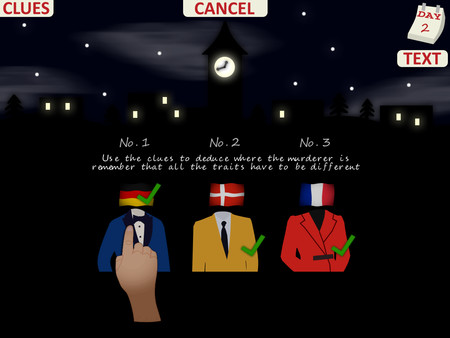 CLUES
CANCEL
DAY
2
TEXT
No. 1
No. 2
No. 3
Use the clues to deduce where the murderer is
remember that all the traits have to be different